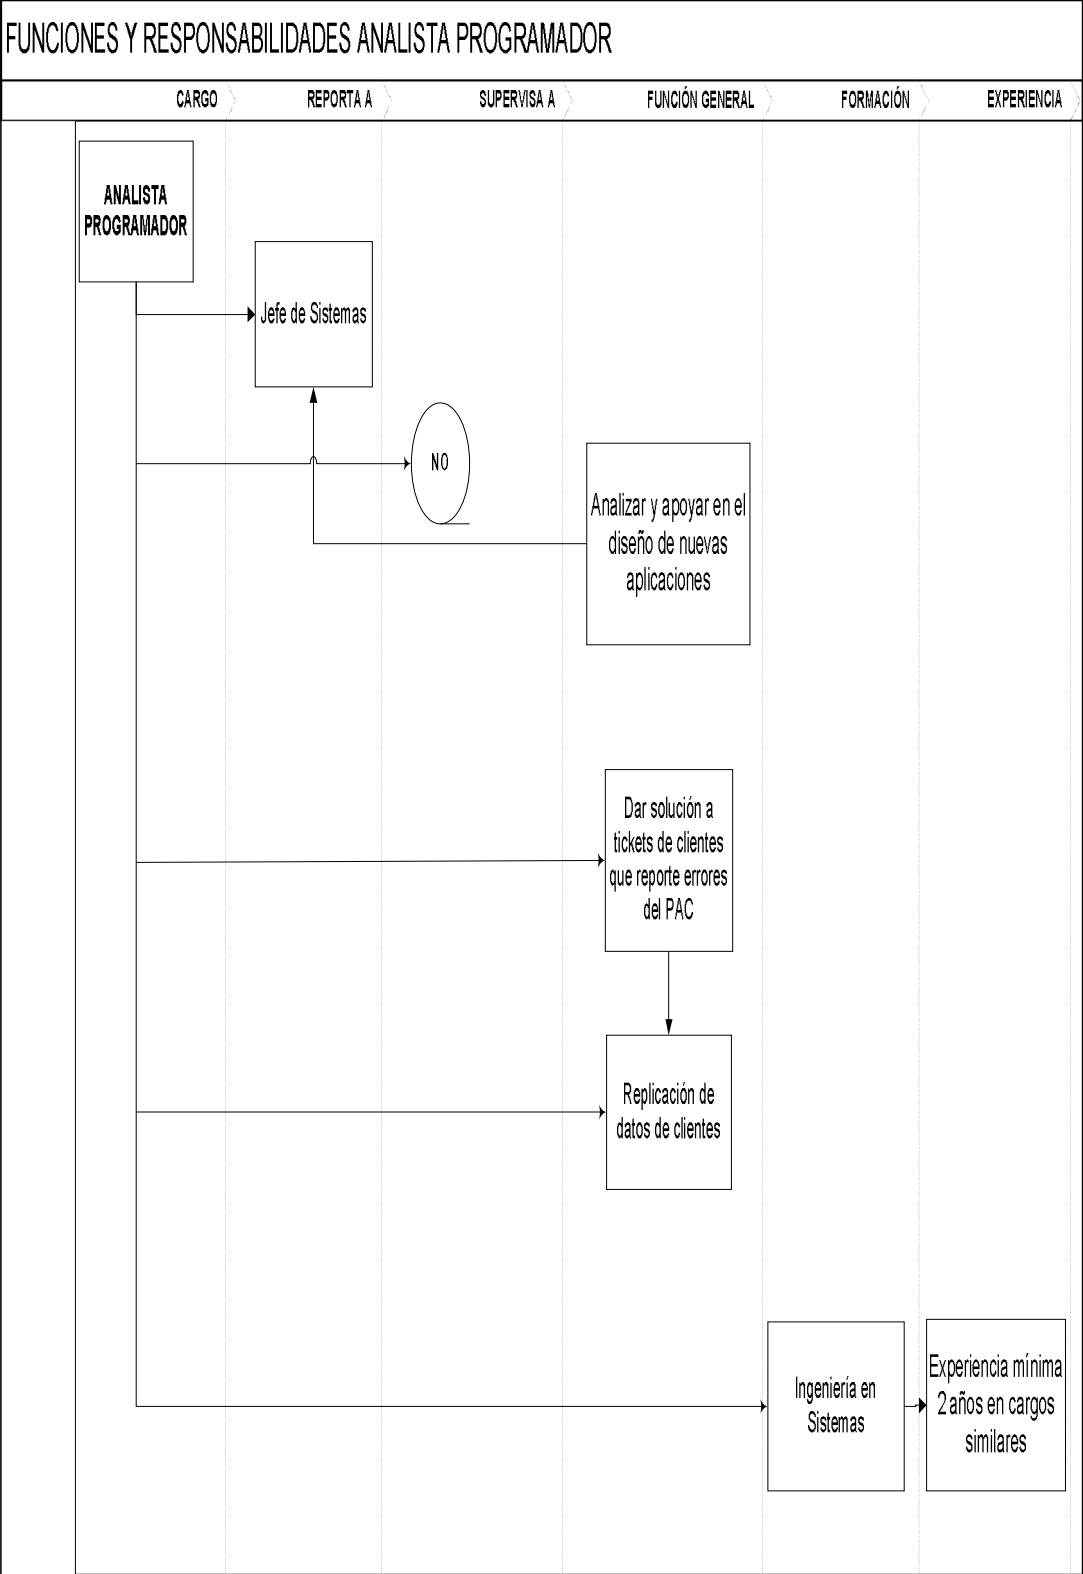 FUNCIONES Y RESPONSABILIDADES ANALISTA PROGRAMADOR
CARGO
REPORTA A
SUPERVISA A
FUNCIÓN GENERAL
FORMACIÓN
EXPERIENCIA
ANALISTA
PROGRAMADOR
Jefe de Sistemas
NO
Analizar y apoyar en el
diseño de nuevas
aplicaciones
Dar solución a
tickets de clientes
que reporte errores
del PAC
Replicación de
datos de clientes
Ingeniería en
Sistemas
Experiencia mínima
2 años en cargos
similares